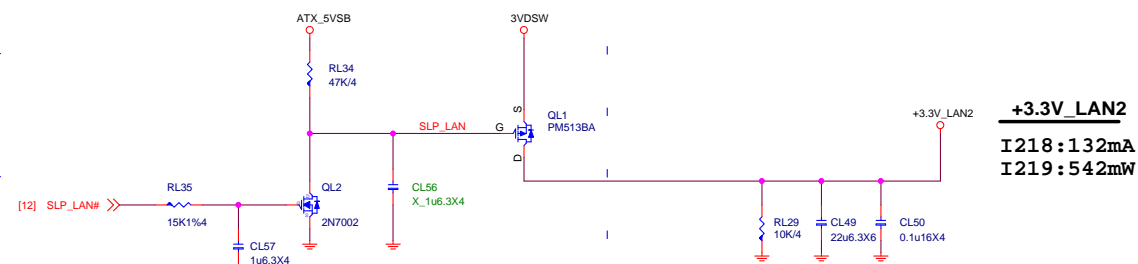 ATX_5VSB
3VDSW
RL34
47K/4
S
QL1
PM513BA
G
D
SLP_LAN
+3.3V_LAN2
+3.3V_LAN2
I218:132mA
I219:542mW
[12] SLP_LAN#
RL35
15K1%4
QL2
2N7002
CL56
X_1u6.3X4
CL57
1u6.3X4
RL29
10K/4
CL49
22u6.3X6
CL50
0.1u16X4